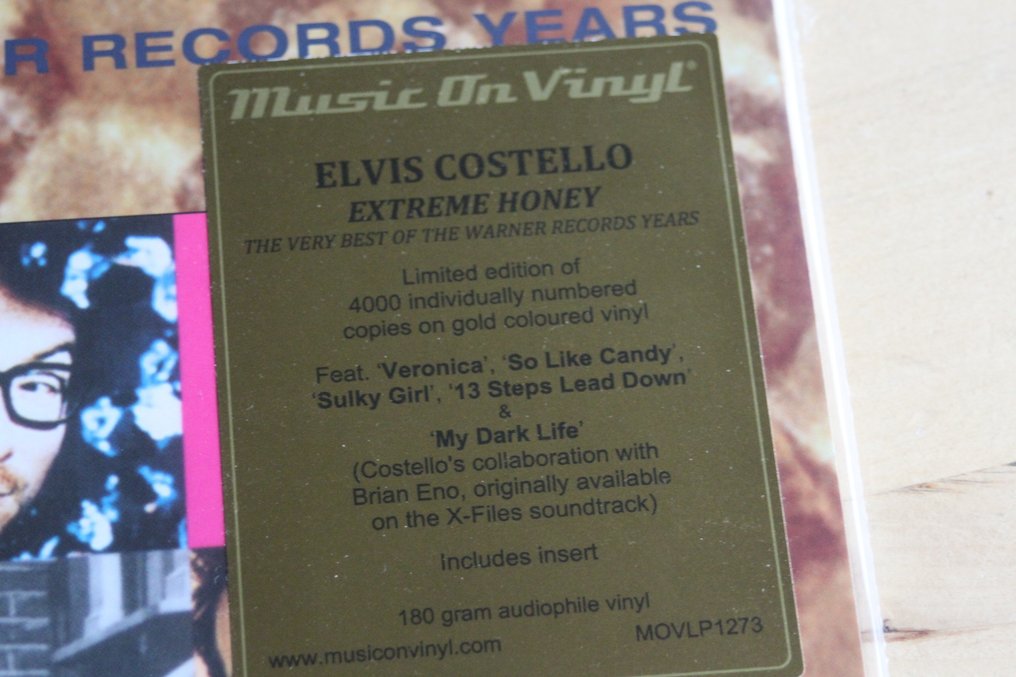 R RECORDS YEARS
Music On Vinyl®
ELVIS COSTELLO
EXTREME HONEY
THE VERY BEST OF THE WARNER RECORDS YEARS
Limited edition of
4000 individually numbered
copies on gold coloured vinyl
Feat. ‘Veronica’, ‘So Like Candy’,
‘Sulky Girl’, ‘13 Steps Lead Down’
&
‘My Dark Life’
(Costello's collaboration with
Brian Eno, originally available
on the X-Files soundtrack)
Includes insert
180 gram audiophile vinyl
www.musiconvinyl.com MOVLP1273